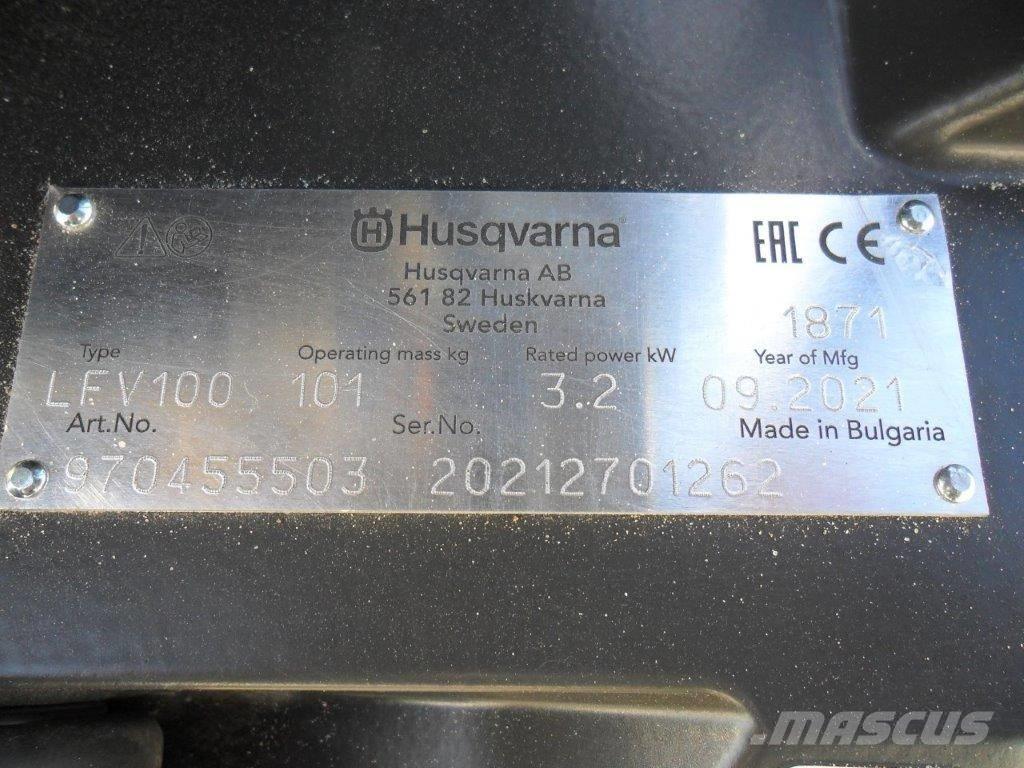 Husqvarna
EAC CE
Husqvarna AB
561 82 Huskvarna
Sweden
1871
Type Operating mass kg Rated power kW Year of Mfg
LFV100 101 3.2 09.2021
Art.No. Ser.No. Made in Bulgaria
970455503 20212701262
MASCUS